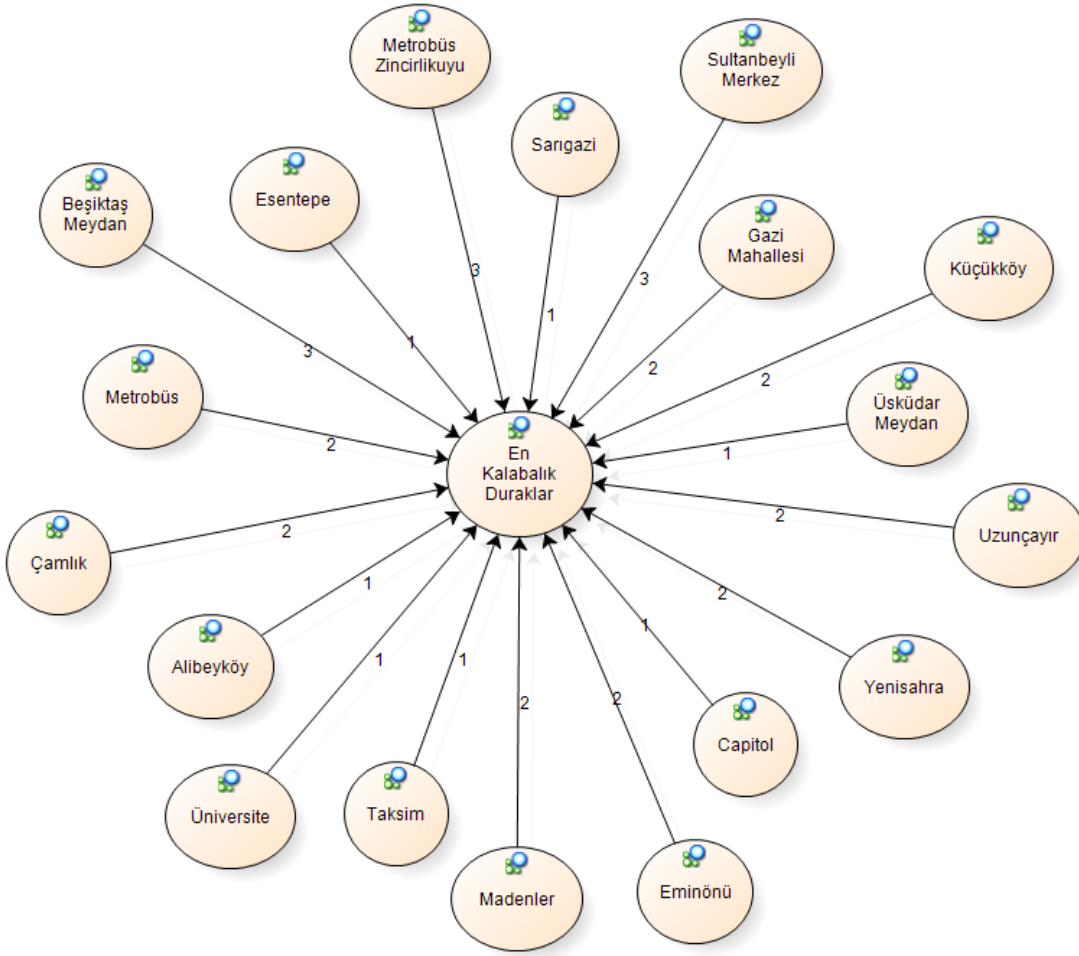 Metrobüs
Zincirlikuyu
Sultanbeyli
Merkez
Sarıgazi
Esentepe
Beşiktaş
Meydan
Gazi
Mahallesi
Küçükköy
3
3
1
1
3
2
2
Metrobüs
2
Üsküdar
Meydan
1
En
Kalabalık
Duraklar
Çamlık
2
2
Uzunçayır
1
2
Alibeyköy
1
1
1
Yenisahra
2
2
Capitol
Üniversite
Taksim
Madenler
Eminönü